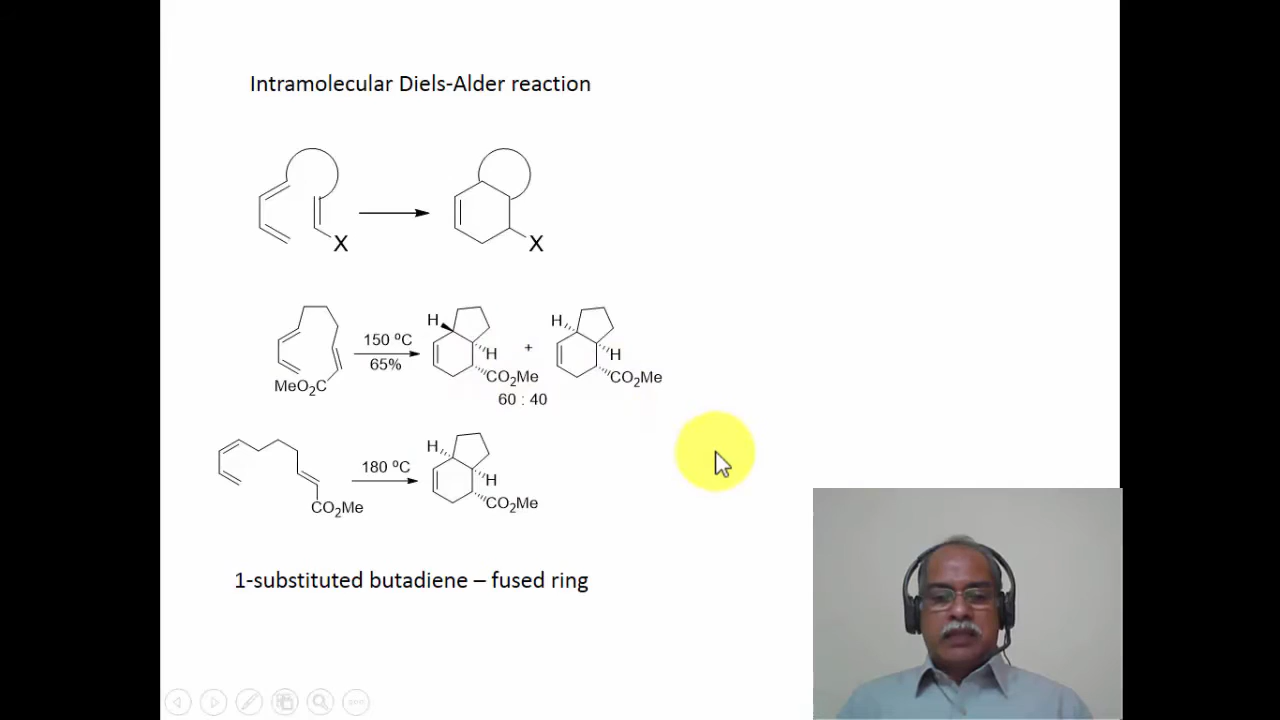 Intramolecular Diels-Alder reaction
X
X
H
H
CO2Me
150 ºC
65%
MeO2C
+
H
H
CO2Me
60 : 40
H
H
CO2Me
180 ºC
CO2Me
1-substituted butadiene – fused ring